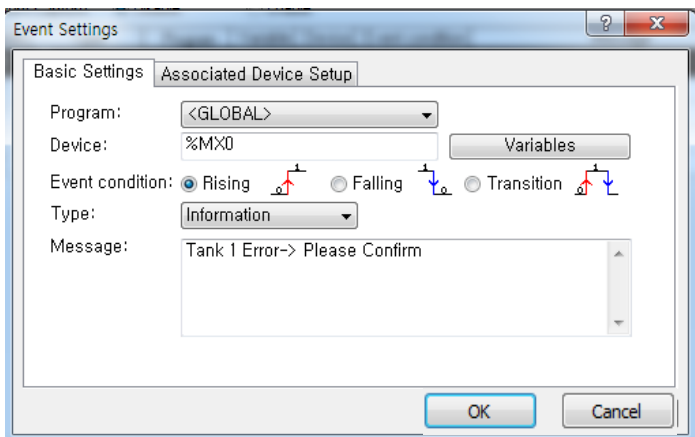 Event Settings
Basic Settings Associated Device Setup
Program: <GLOBAL>
Device: %MX0 Variables
Event condition: Rising Falling Transition
Type: Information
Message: Tank 1 Error-> Please Confirm
OK Cancel